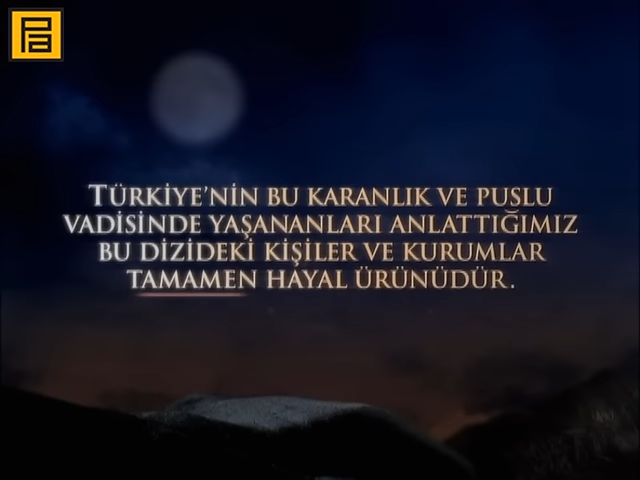 TÜRKİYE'NİN BU KARANLIK VE PUSLU
VADİSİNDE YAŞANANLARI ANLATTIĞIMIZ
BU DİZİDEKİ KİŞİLER VE KURUMLAR
TAMAMEN HAYAL ÜRÜNÜDÜR.